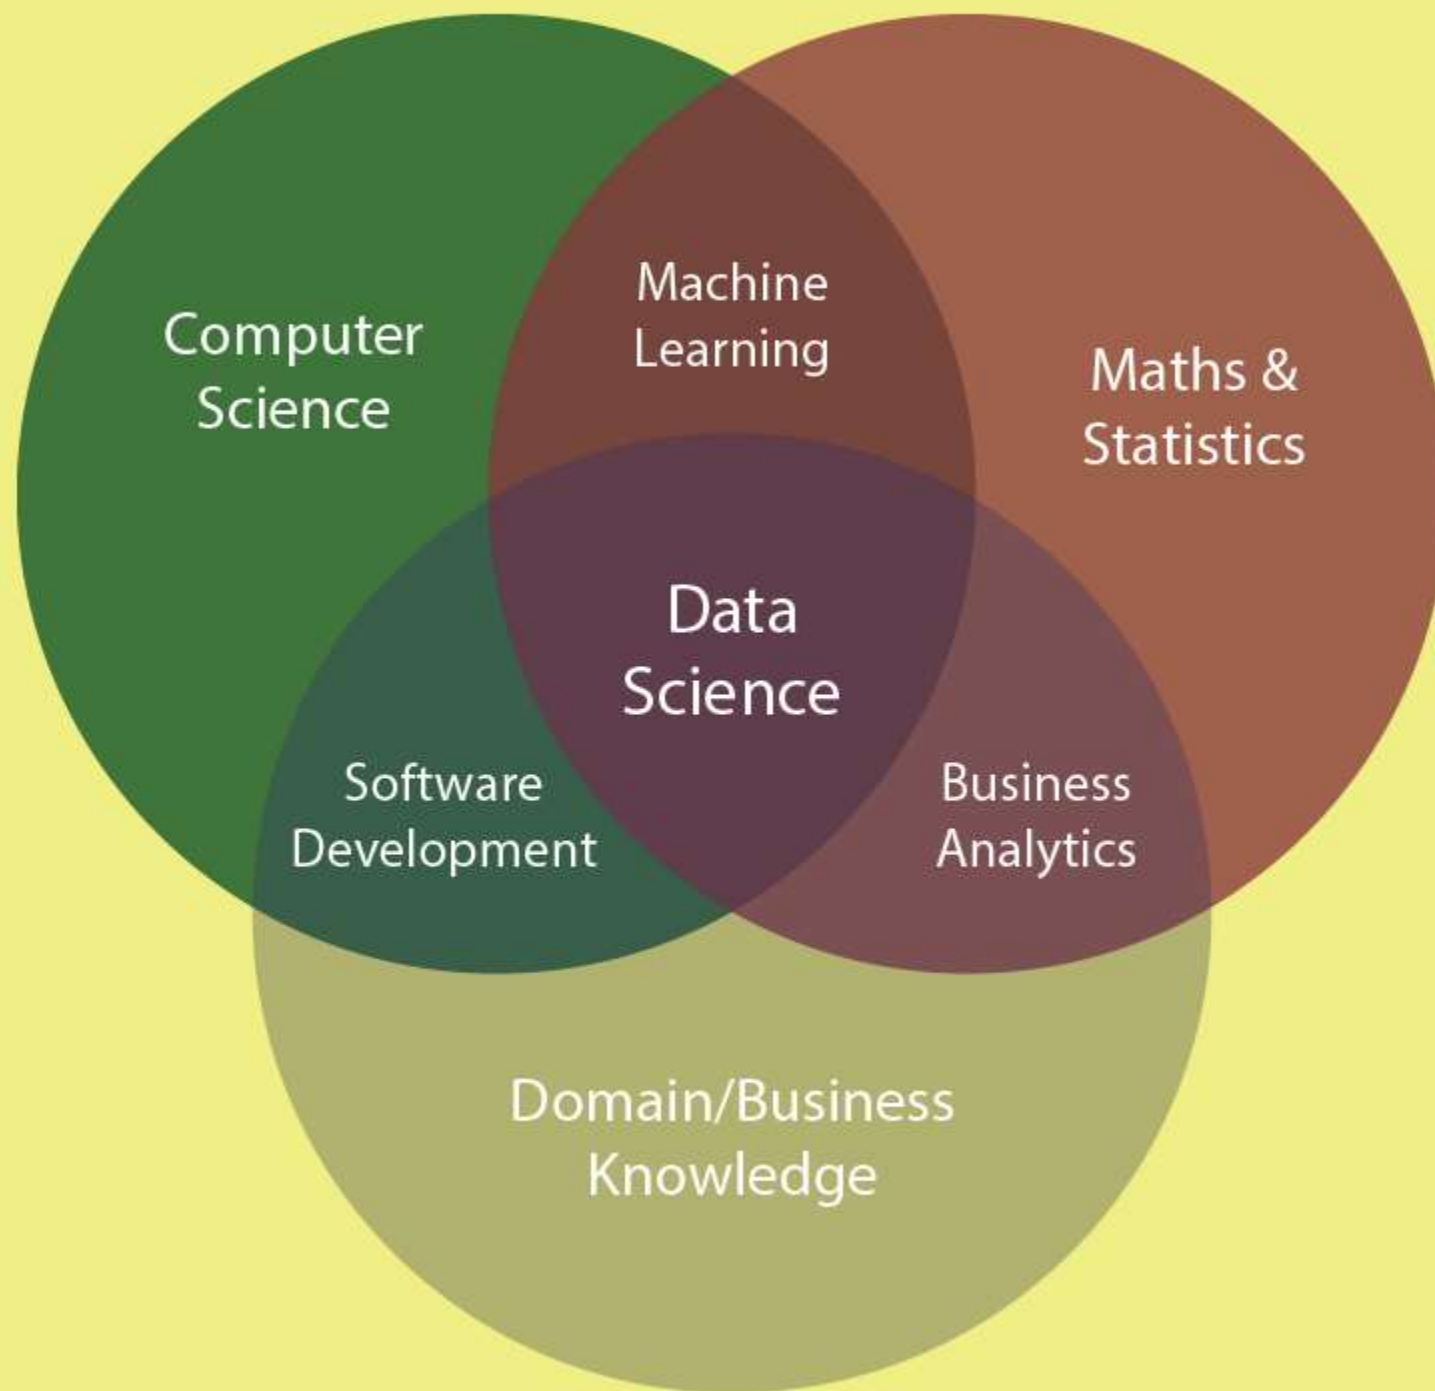 Computer
Science
Machine
Learning
Maths &
Statistics
Data
Science
Software
Development
Business
Analytics
Domain/Business
Knowledge